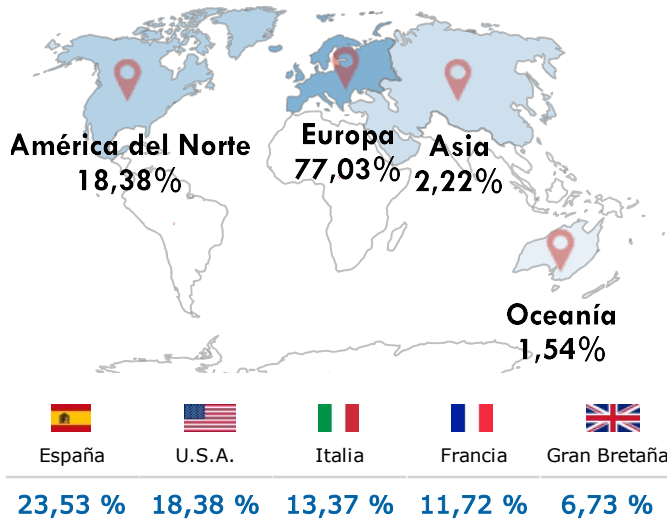 América del Norte
18,38%
Europa
77,03%
Asia
2,22%
Oceanía
1,54%
España U.S.A. Italia Francia Gran Bretaña
23,53 % 18,38 % 13,37 % 11,72 % 6,73 %